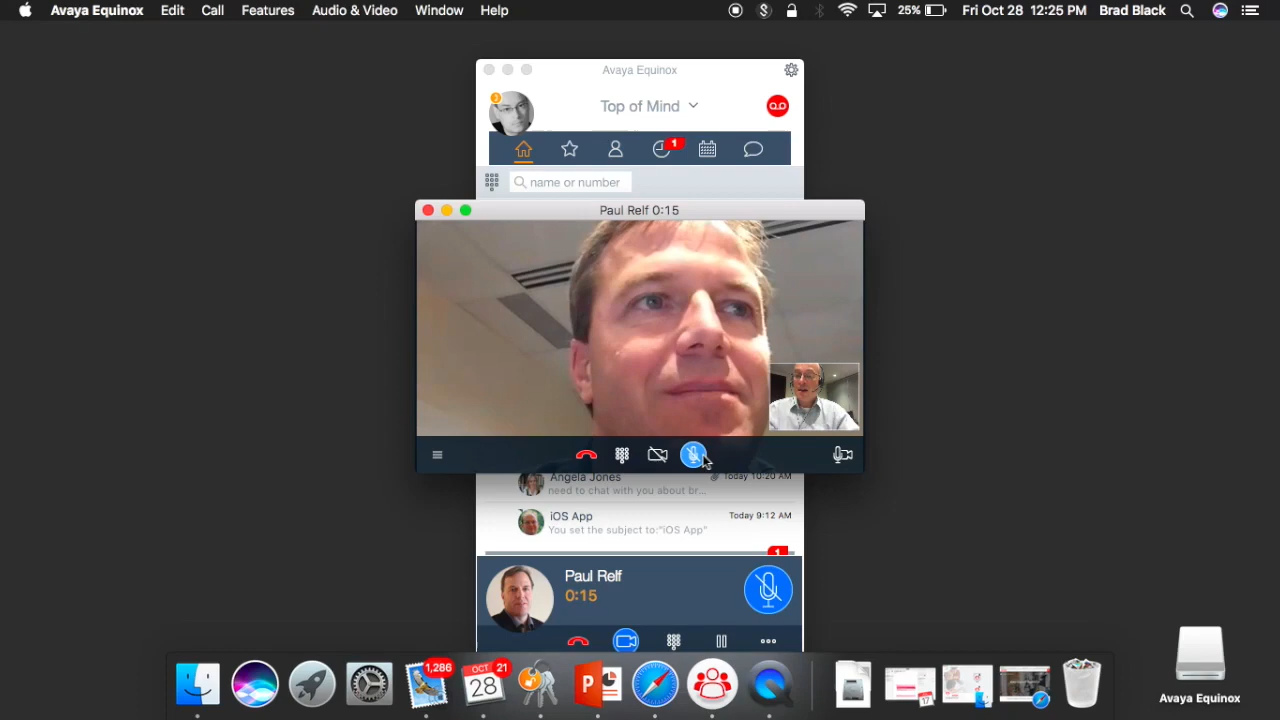 Avaya Equinox Edit Call Features Audio & Video Window Help 25% Fri Oct 28 12:25 PM Brad Black
Avaya Equinox
3
Top of Mind
1
name or number
Paul Relf 0:15
Angela Jones @ Today 10:20 AM
need to chat with you about br...
iOS App Today 9:12 AM
You set the subject to:"iOS App"
1
Paul Relf
0:15
1,286
OCT 21
28
17
Avaya Equinox